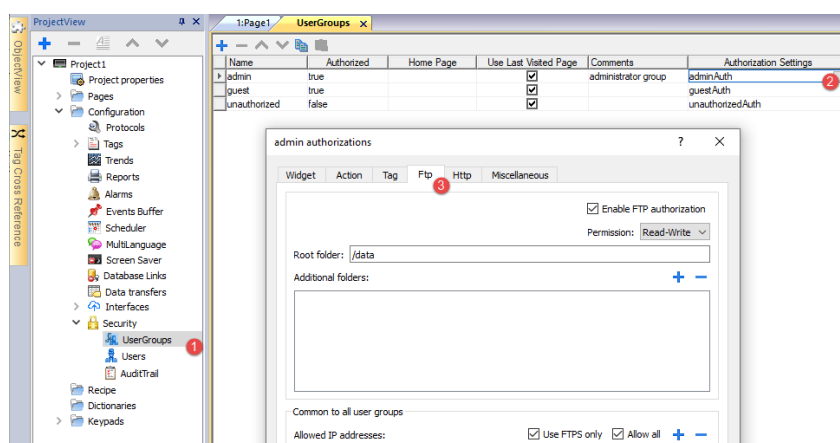 ProjectView
ObjectView
Tag Cross Reference
Project1
Project properties
Pages
Configuration
Protocols
Tags
Trends
Reports
Alarms
Events Buffer
Scheduler
MultiLanguage
Screen Saver
Database Links
Data transfers
Interfaces
Security
UserGroups
1
Users
AuditTrail
Recipe
Dictionaries
Keypads
1:Page1 UserGroups x
Name Authorized Home Page Use Last Visited Page Comments Authorization Settings
admin true administrator group adminAuth
2
guest true guestAuth
unauthorized false unauthorizedAuth
admin authorizations ? X
Widget Action Tag Ftp Http Miscellaneous
3
Enable FTP authorization
Permission: Read-Write
Root folder: /data
Additional folders:
Common to all user groups
Allowed IP addresses: Use FTPS only Allow all